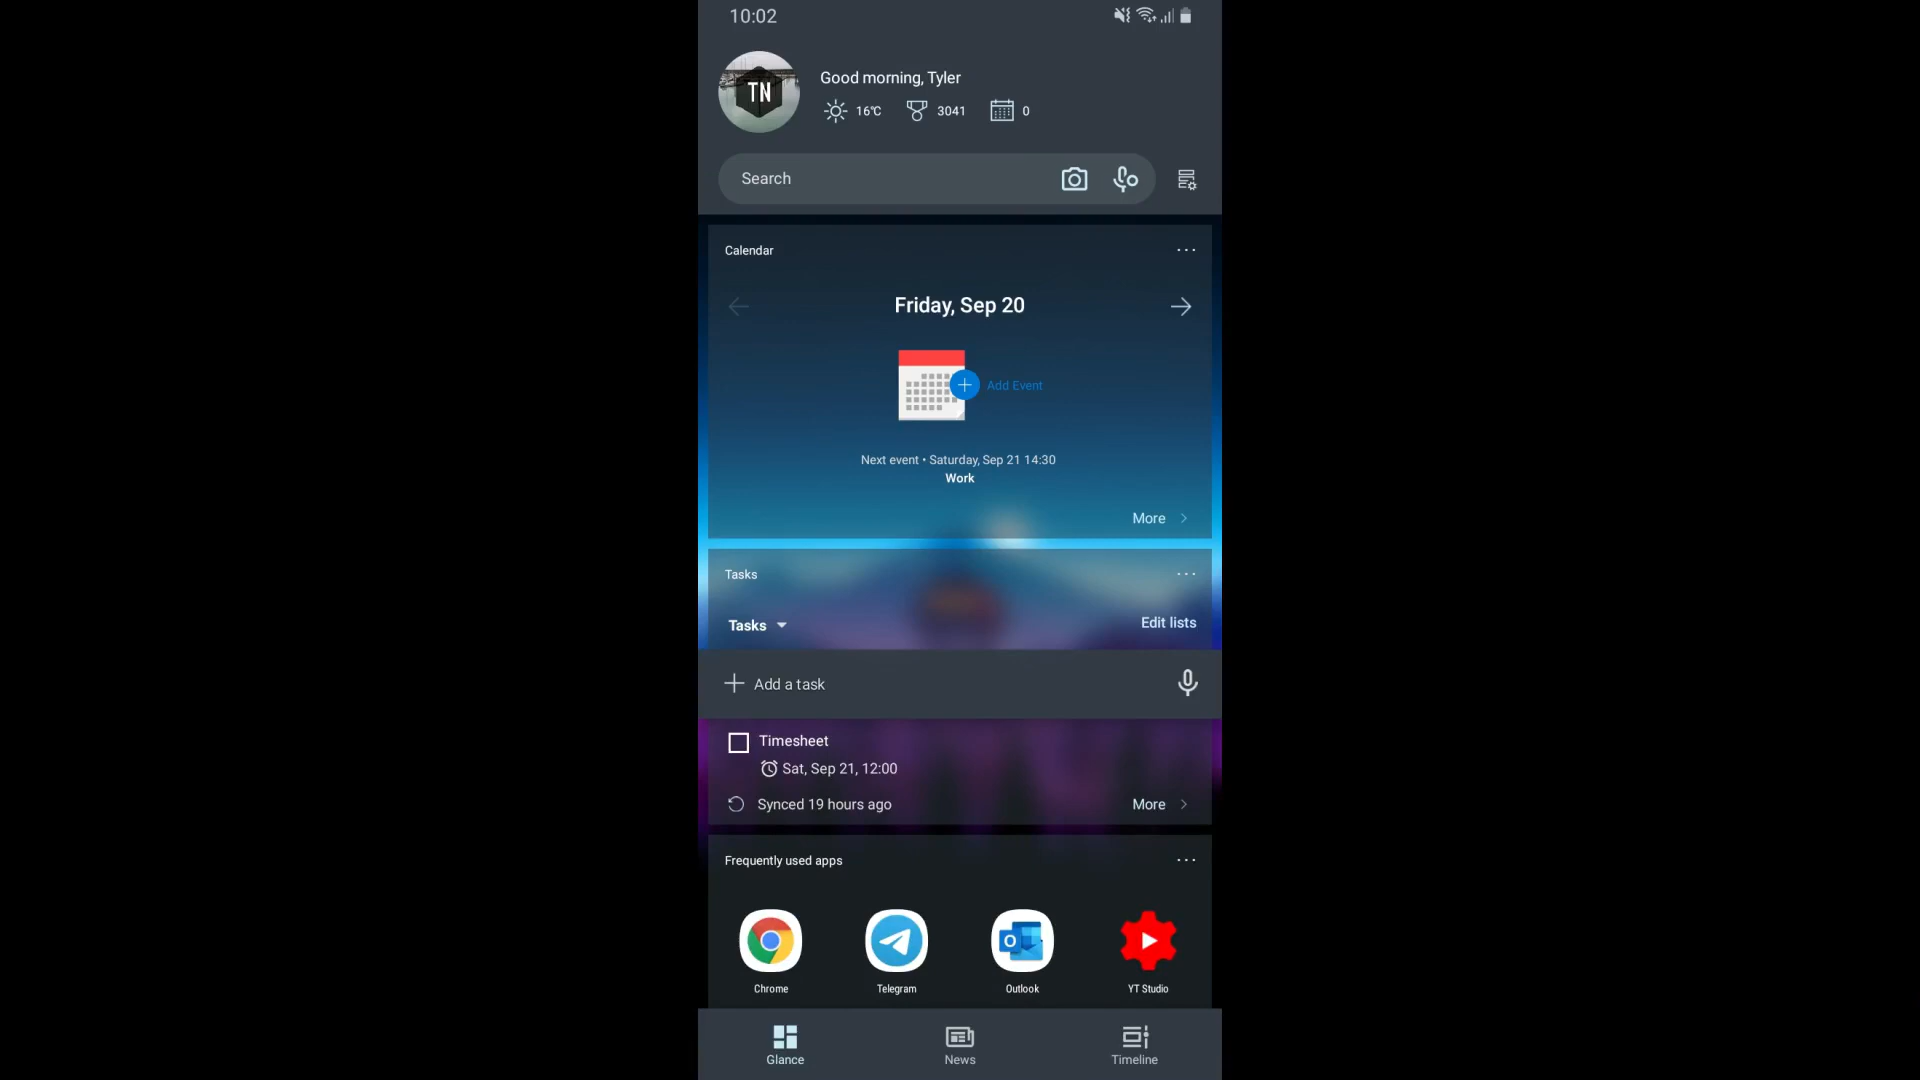 10:02
TN
Good morning, Tyler
16°C 3041 0
Search
Calendar
Friday, Sep 20
Add Event
Next event • Saturday, Sep 21 14:30
Work
More
Tasks
Tasks
Edit lists
Add a task
Timesheet
Sat, Sep 21, 12:00
Synced 19 hours ago
More
Frequently used apps
O
Chrome
Telegram
Outlook
YT Studio
Glance
News
Timeline